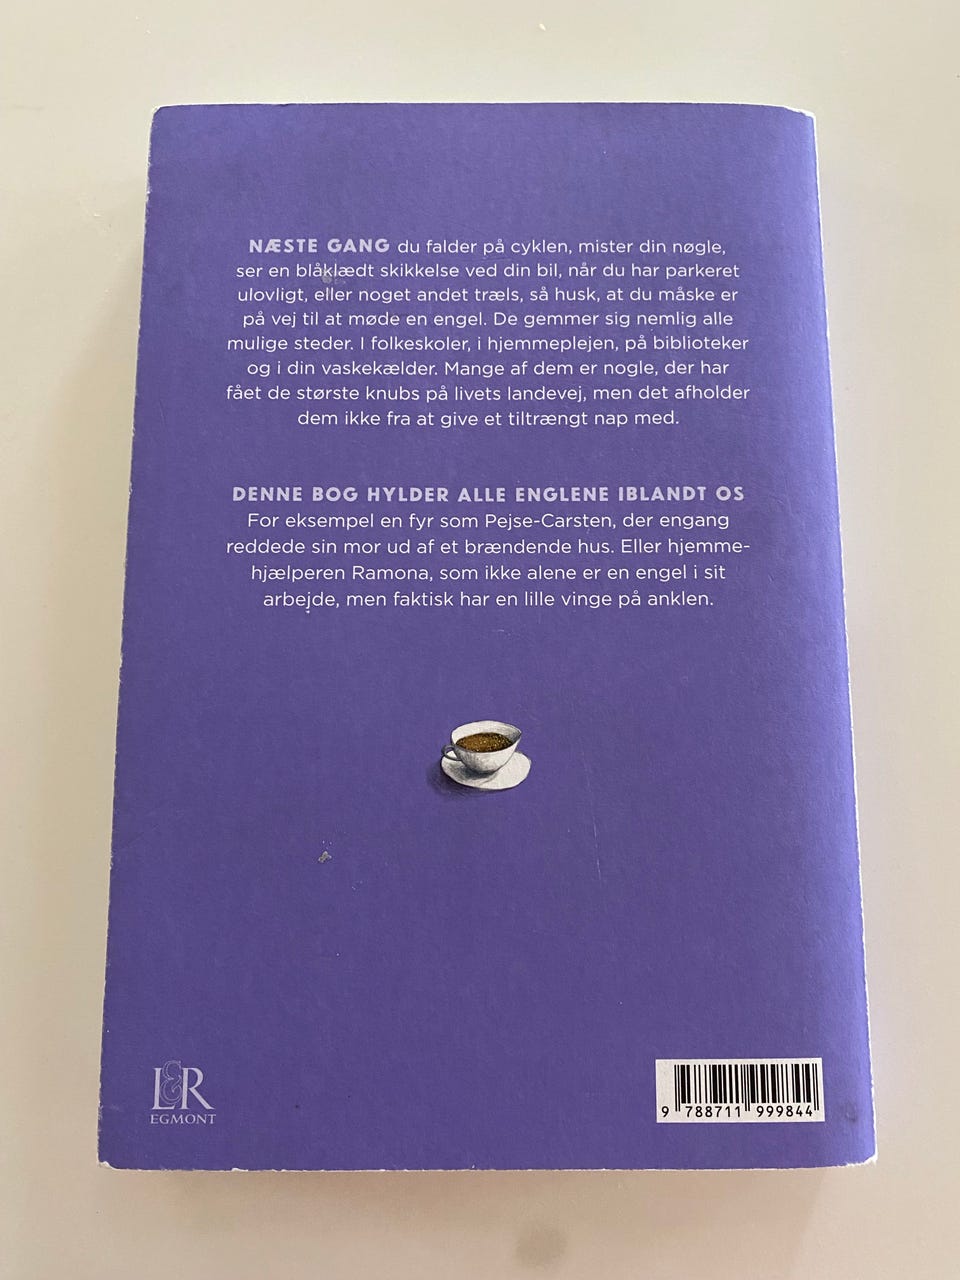 NÆSTE GANG du falder på cyklen, mister din nøgle,
ser en blåklædt skikkelse ved din bil, når du har parkeret
ulovligt, eller noget andet træls, så husk, at du måske er
på vej til at møde en engel. De gemmer sig nemlig alle
mulige steder. I folkeskoler, i hjemmeplejen, på biblioteker
og i din vaskekælder. Mange af dem er nogle, der har
fået de største knubs på livets landevej, men det afholder
dem ikke fra at give et tiltrængt nap med.
DENNE BOG HYLDER ALLE ENGLENE IBLANDT OS
For eksempel en fyr som Pejse-Carsten, der engang
reddede sin mor ud af et brændende hus. Eller hjemme-
hjælperen Ramona, som ikke alene er en engel i sit
arbejde, men faktisk har en lille vinge på anklen.
L&R
EGMONT
9 788711 999844